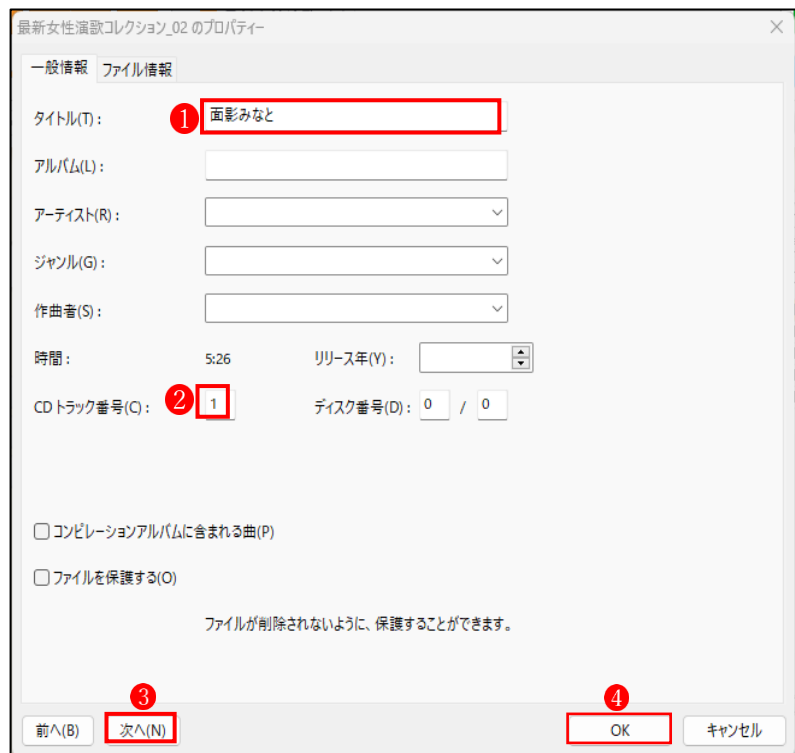 最新女性演歌コレクション_02 のプロパティー
一般情報 ファイル情報
タイトル(T) : 1 面影みなと
アルバム(L) :
アーティスト(R) :
ジャンル(G) :
作曲者(S) :
時間 : 5:26 リリース年(Y) :
CD トラック番号(C) : 2 1 ディスク番号(D) : 0 / 0
コンピレーションアルバムに含まれる曲(P)
ファイルを保護する(O)
ファイルが削除されないように、保護することができます。
3 4
前へ(B) 次へ(N) OK キャンセル